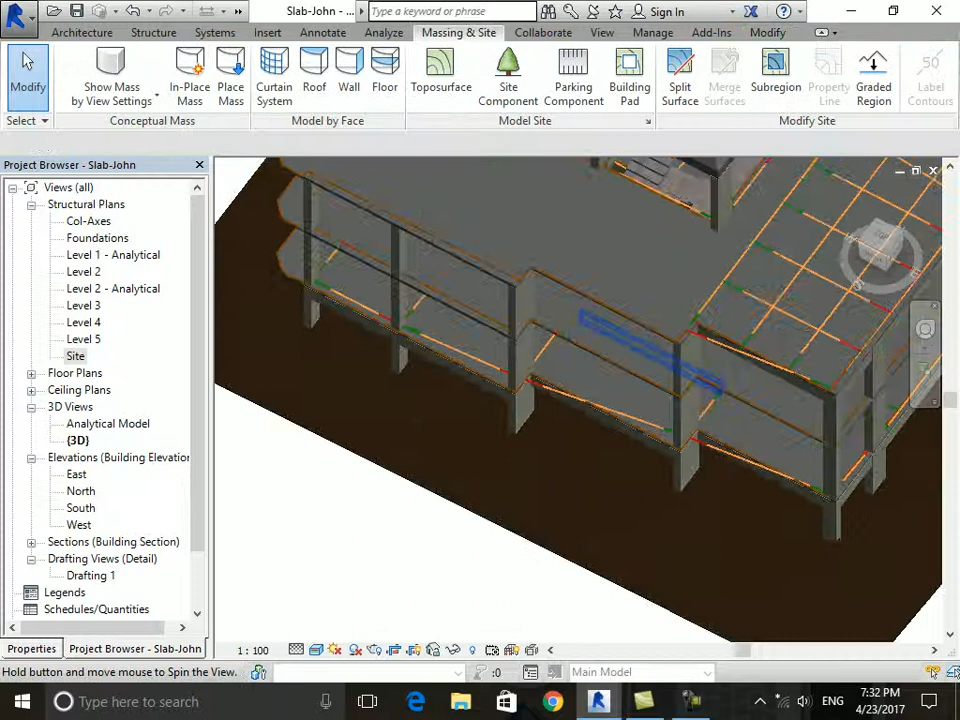 Slab-John - ...
Type a keyword or phrase
Sign In
Architecture Structure Systems Insert Annotate Analyze Massing & Site Collaborate View Manage Add-Ins Modify
Modify
Show Mass
by View Settings
In-Place
Mass
Place
Mass
Curtain
System
Roof
Wall
Floor
Toposurface
Site
Component
Parking
Component
Building
Pad
Split
Surface
Merge
Surfaces
Subregion
Property
Line
Graded
Region
50
Label
Contours
Select
Conceptual Mass
Model by Face
Model Site
Modify Site
Project Browser - Slab-John
Views (all)
Structural Plans
Col-Axes
Foundations
Level 1 - Analytical
Level 2
Level 2 - Analytical
Level 3
Level 4
Level 5
Site
Floor Plans
Ceiling Plans
3D Views
Analytical Model
{3D}
Elevations (Building Elevation
East
North
South
West
Sections (Building Section)
Drafting Views (Detail)
Drafting 1
Legends
Schedules/Quantities
TOP
Properties
Project Browser - Slab-John
1 : 100
Hold button and move mouse to Spin the View.
:0
Main Model
Type here to search
ENG
7:32 PM
4/23/2017